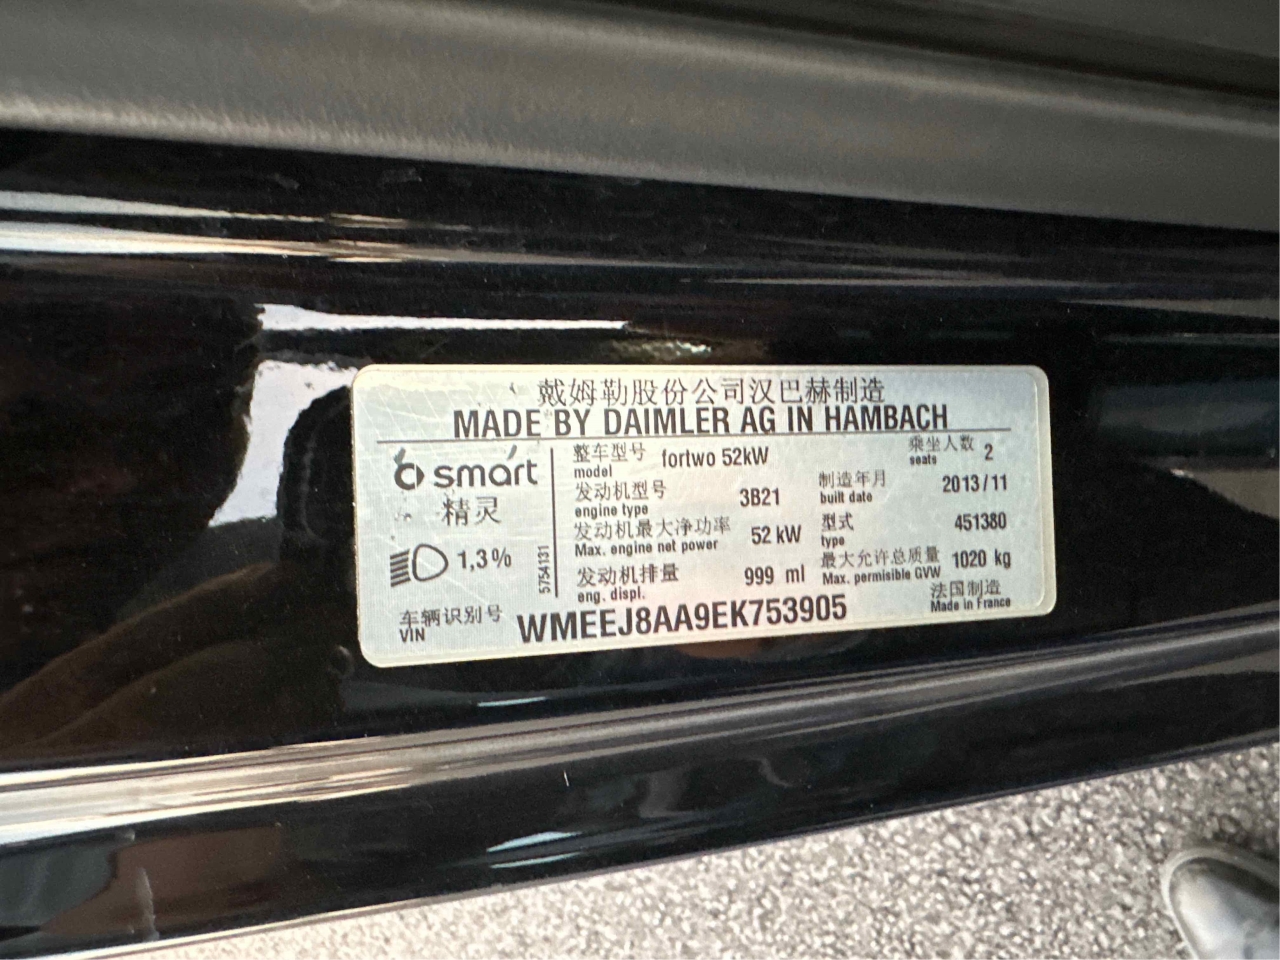 戴姆勒股份公司汉巴赫制造
MADE BY DAIMLER AG IN HAMBACH
smart
精灵
1,3%
5754131
整车型号 fortwo 52kW
model
乘坐人数 2
seats
发动机型号 3B21
engine type
制造年月 2013/11
built date
发动机最大净功率 52 kW
Max. engine net power
型式 451380
type
发动机排量 999 ml
eng. displ.
最大允许总质量 1020 kg
Max. permisible GVW
车辆识别号 WMEEJ8AA9EK753905
VIN
法国制造
Made in France